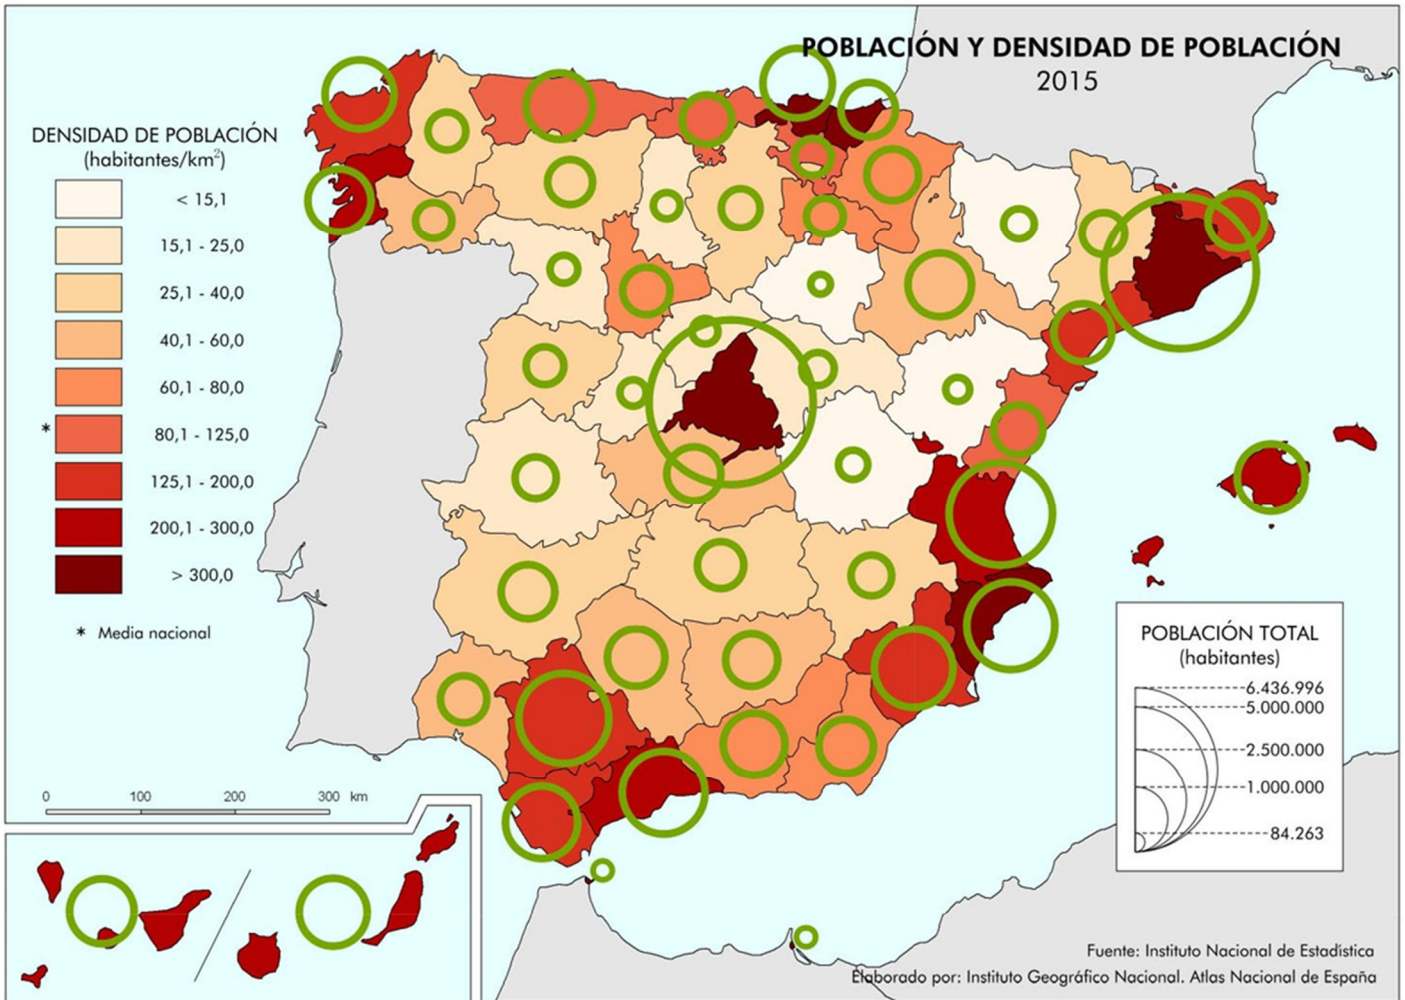 POBLACIÓN Y DENSIDAD DE POBLACIÓN
2015
DENSIDAD DE POBLACIÓN
(habitantes/km²)
< 15,1
15,1 - 25,0
25,1 - 40,0
40,1 - 60,0
60,1 - 80,0
* 80,1 - 125,0
125,1 - 200,0
200,1 - 300,0
> 300,0
* Media nacional
POBLACIÓN TOTAL
(habitantes)
6.436.996
5.000.000
2.500.000
1.000.000
84.263
0 100 200 300 km
Fuente: Instituto Nacional de Estadística
Elaborado por: Instituto Geográfico Nacional. Atlas Nacional de España